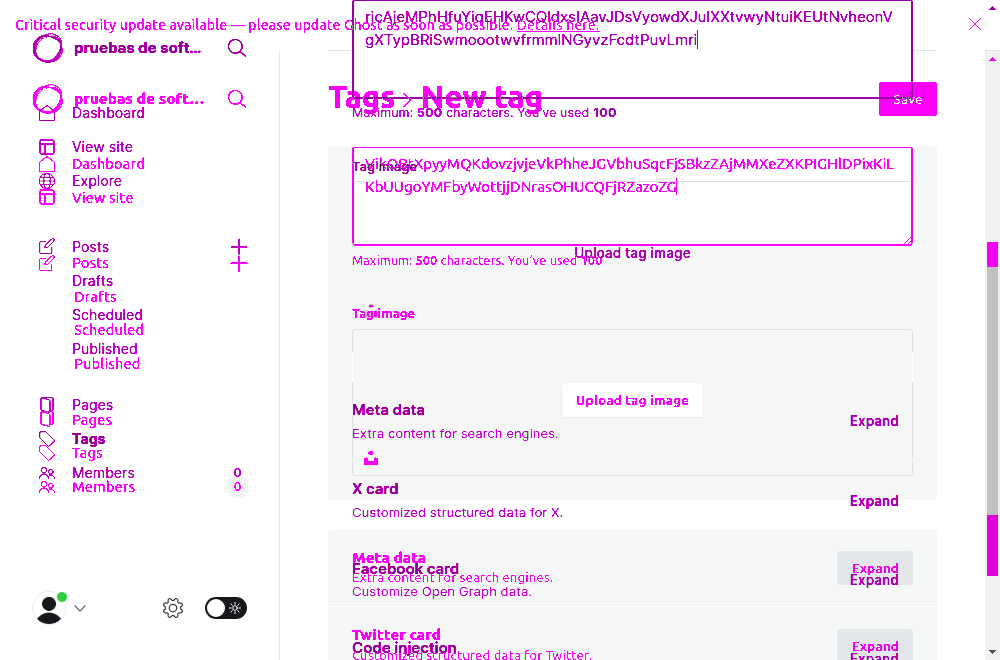 Critical security update available — please update Ghost as soon as possible. Details here.
pruebas de soft...
pruebas de soft...
Dashboard
View site
Dashboard
Explore
View site
Posts
Posts
Drafts
Drafts
Scheduled
Scheduled
Published
Published
Pages
Pages
Tags
Tags
Members 0
Members 0
Tags > New tag
Save
Maximum: 500 characters. You've used 100
Tag image
Upload tag image
Maximum: 500 characters. You've used 100
Tag image
Upload tag image
Meta data
Expand
Extra content for search engines.
X card
Expand
Customized structured data for X.
Meta data
Expand
Facebook card
Extra content for search engines.
Expand
Customize Open Graph data.
Twitter card
Expand
Code injection
Expand
Customized structured data for Twitter.